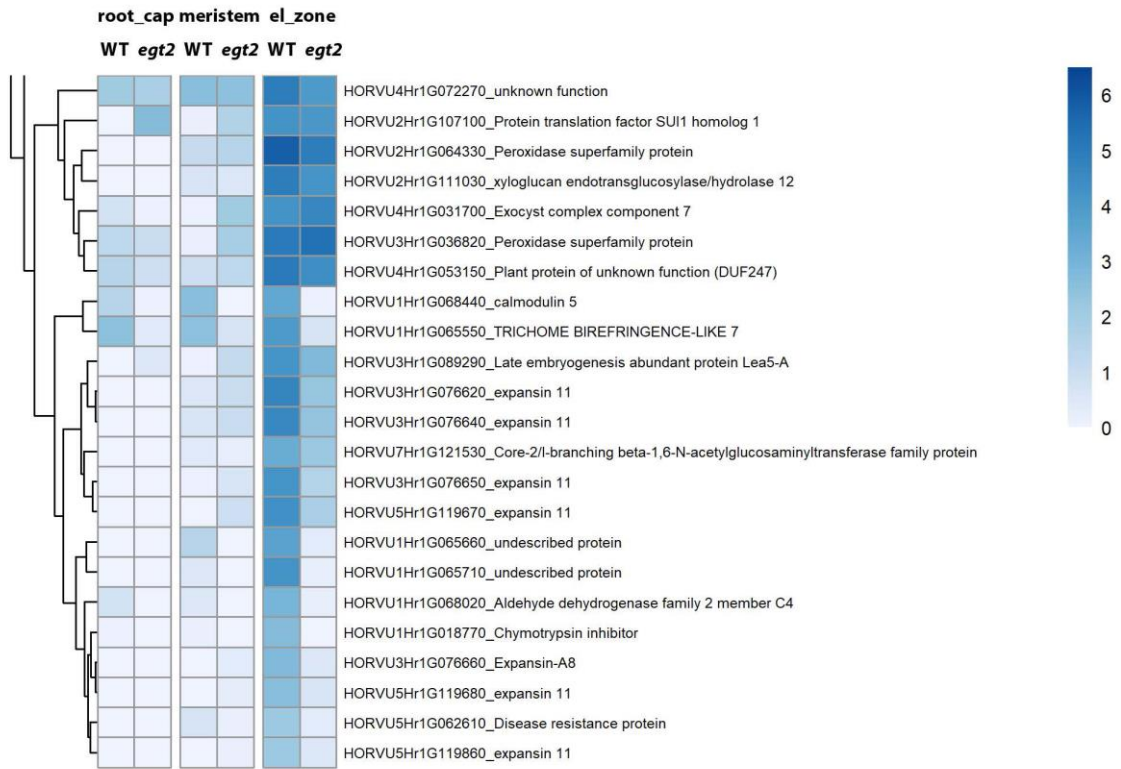 root_cap meristem el_zone
WT egt2 WT egt2 WT egt2
HORVU4Hr1G072270_unknown function
HORVU2Hr1G107100_Protein translation factor SUI1 homolog 1
HORVU2Hr1G064330_Peroxidase superfamily protein
HORVU2Hr1G111030_xyloglucan endotransglucosylase/hydrolase 12
HORVU4Hr1G031700_Exocyst complex component 7
HORVU3Hr1G036820_Peroxidase superfamily protein
HORVU4Hr1G053150_Plant protein of unknown function (DUF247)
HORVU1Hr1G068440_calmodulin 5
HORVU1Hr1G065550_TRICHOME BIREFRINGENCE-LIKE 7
HORVU3Hr1G089290_Late embryogenesis abundant protein Lea5-A
HORVU3Hr1G076620_expansin 11
HORVU3Hr1G076640_expansin 11
HORVU7Hr1G121530_Core-2/I-branching beta-1,6-N-acetylglucosaminyltransferase family protein
HORVU3Hr1G076650_expansin 11
HORVU5Hr1G119670_expansin 11
HORVU1Hr1G065660_undescribed protein
HORVU1Hr1G065710_undescribed protein
HORVU1Hr1G068020_Aldehyde dehydrogenase family 2 member C4
HORVU1Hr1G018770_Chymotrypsin inhibitor
HORVU3Hr1G076660_Expansin-A8
HORVU5Hr1G119680_expansin 11
HORVU5Hr1G062610_Disease resistance protein
HORVU5Hr1G119860_expansin 11
6
5
4
3
2
1
0